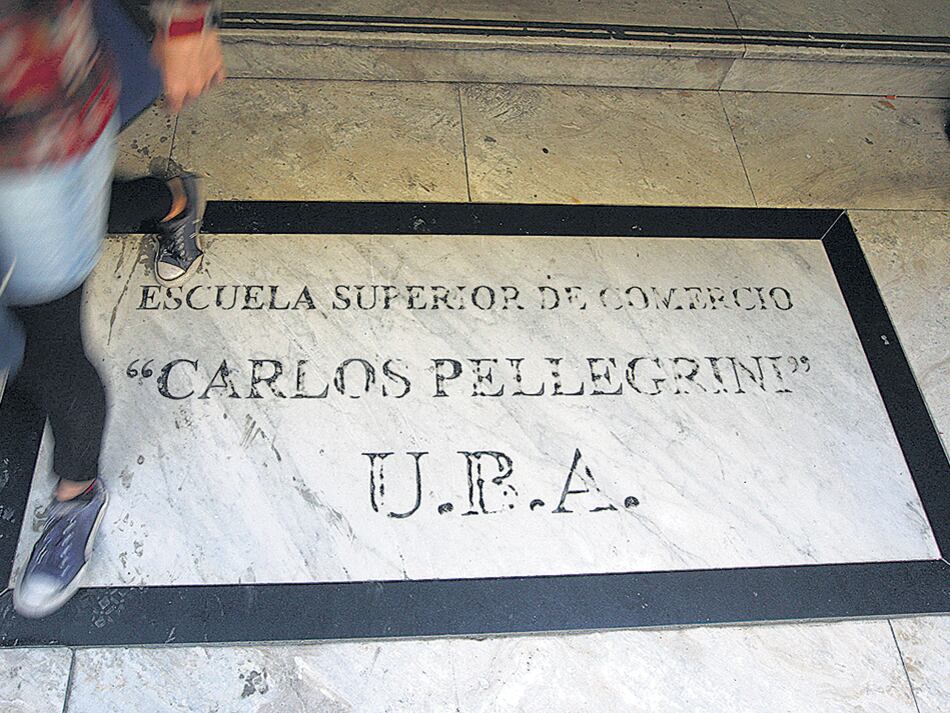 ESCUELA SUPERIOR DE COMERCIO
“CARLOS PELLEGRINI”
U.B.A.